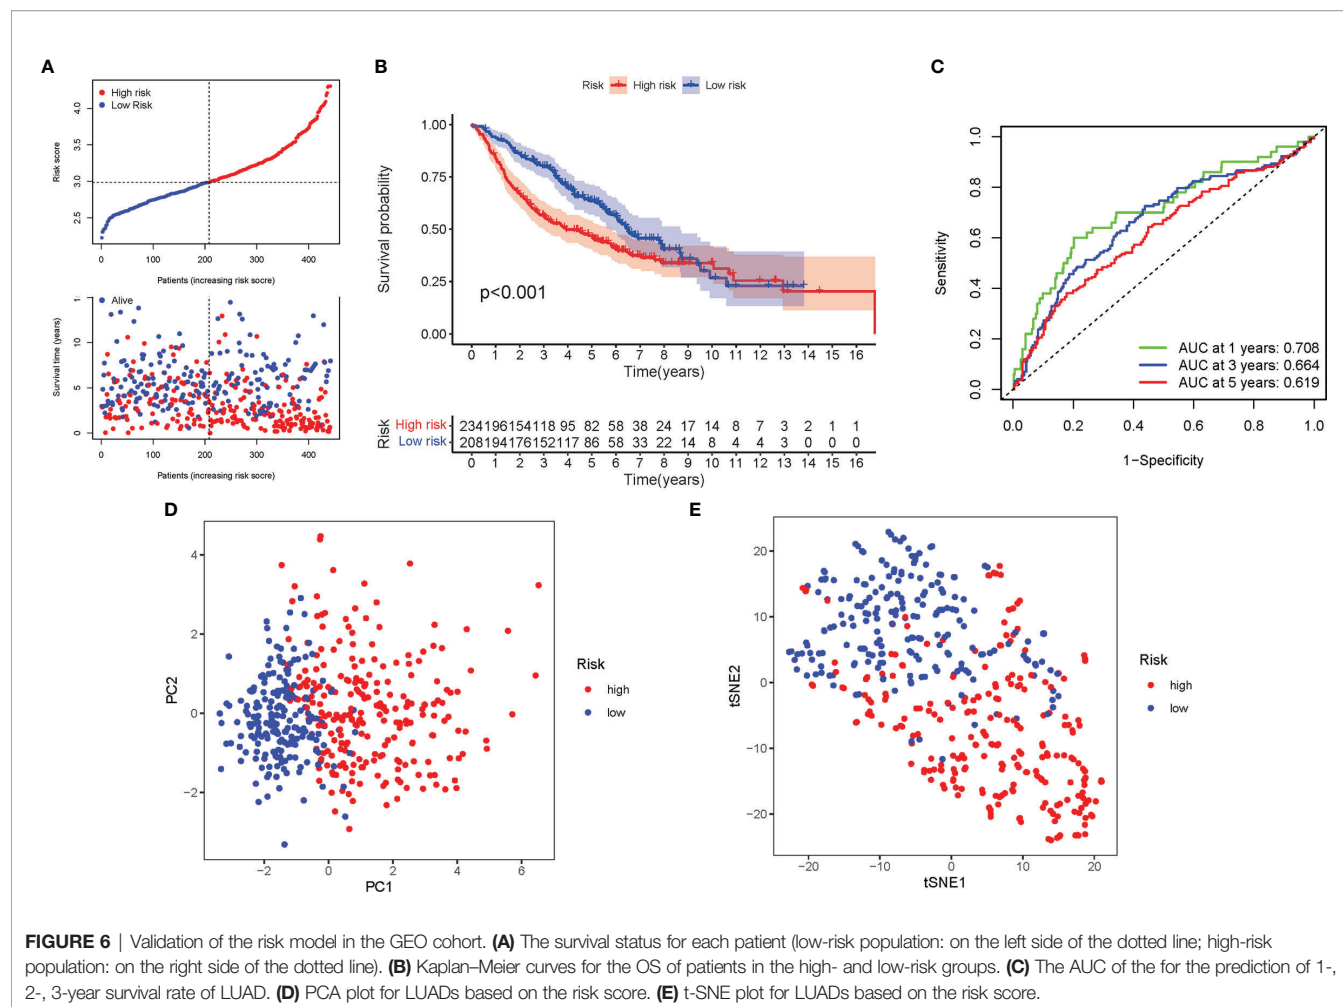 A
High risk
Low Risk
Risk score
4.0
3.5
3.0
2.5
0 100 200 300 400
Patients (increasing risk score)
Alive
Survival time (years)
10
5
0
0 100 200 300 400
Patients (increasing risk socre)
B
Risk High risk Low risk
Survival probability
1.00
0.75
0.50
0.25
0.00
p<0.001
0 1 2 3 4 5 6 7 8 9 10 11 12 13 14 15 16
Time(years)
Risk
High risk 234 196 154 118 95 82 58 38 24 17 14 8 7 3 2 1 1
Low risk 208 194 176 152 117 86 58 33 22 14 8 4 4 3 0 0 0
0 1 2 3 4 5 6 7 8 9 10 11 12 13 14 15 16
Time(years)
C
Sensitivity
1.0
0.8
0.6
0.4
0.2
0.0
AUC at 1 years: 0.708
AUC at 3 years: 0.664
AUC at 5 years: 0.619
0.0 0.2 0.4 0.6 0.8 1.0
1−Specificity
D
PC2
4
2
0
−2
−2 0 2 4 6
PC1
Risk
high
low
E
tSNE2
20
10
0
−10
−20
−20 −10 0 10 20
tSNE1
Risk
high
low
FIGURE 6 | Validation of the risk model in the GEO cohort. (A) The survival status for each patient (low-risk population: on the left side of the dotted line; high-risk
population: on the right side of the dotted line). (B) Kaplan–Meier curves for the OS of patients in the high- and low-risk groups. (C) The AUC of the for the prediction of 1-,
2-, 3-year survival rate of LUAD. (D) PCA plot for LUADs based on the risk score. (E) t-SNE plot for LUADs based on the risk score.